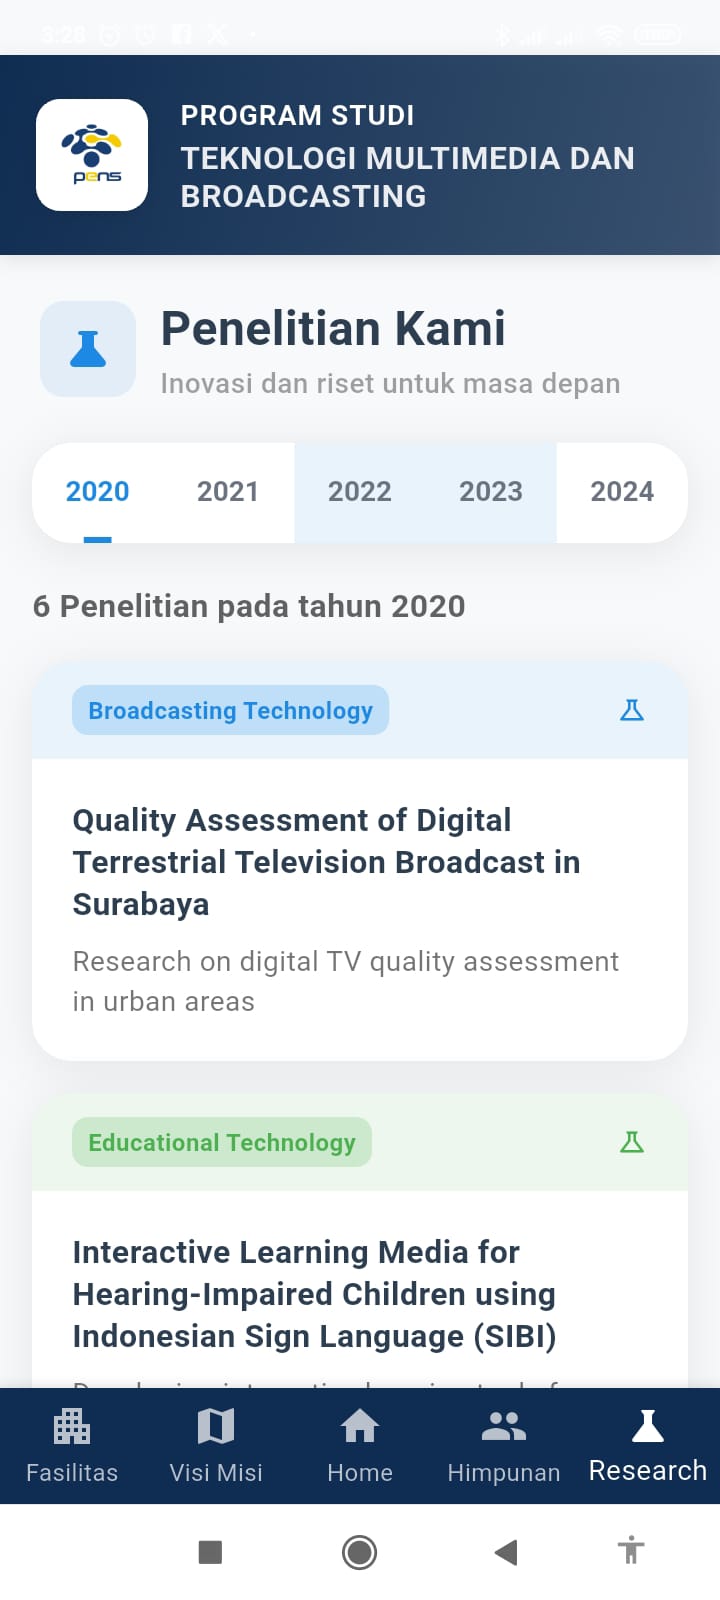 3:28
pens
PROGRAM STUDI
TEKNOLOGI MULTIMEDIA DAN
BROADCASTING
Penelitian Kami
Inovasi dan riset untuk masa depan
2020 2021 2022 2023 2024
6 Penelitian pada tahun 2020
Broadcasting Technology
Quality Assessment of Digital
Terrestrial Television Broadcast in
Surabaya
Research on digital TV quality assessment
in urban areas
Educational Technology
Interactive Learning Media for
Hearing-Impaired Children using
Indonesian Sign Language (SIBI)
Fasilitas Visi Misi Home Himpunan Research